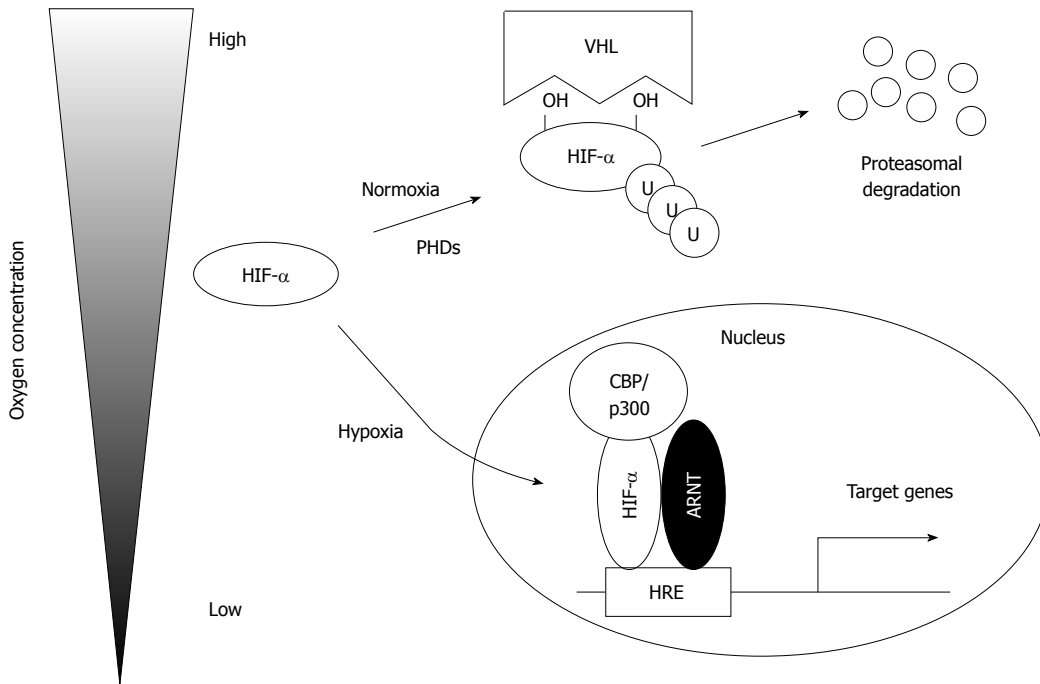 Oxygen concentration
High
Low
HIF-α
Normoxia
PHDs
Hypoxia
VHL
OH OH
HIF-α
U
U
U
Proteasomal
degradation
Nucleus
CBP/
p300
HIF-α
ARNT
HRE
Target genes